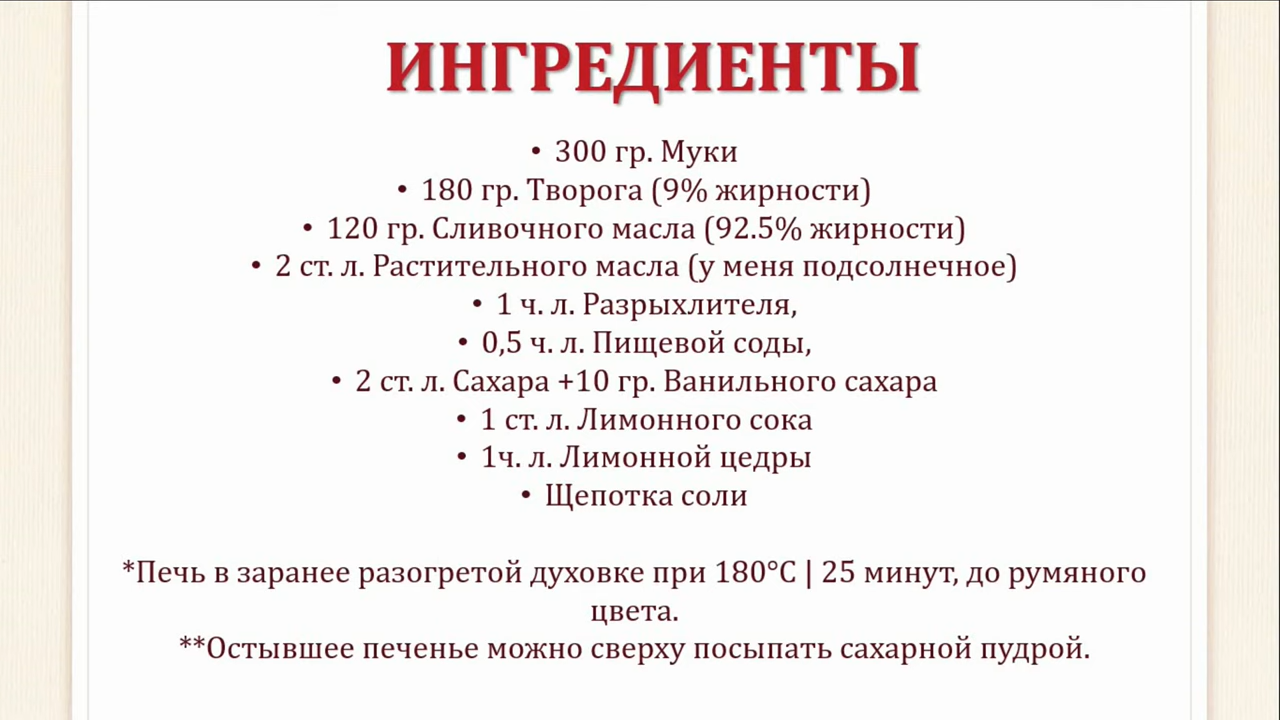 ИНГРЕДИЕНТЫ
• 300 гр. Муки
• 180 гр. Творога (9% жирности)
• 120 гр. Сливочного масла (92.5% жирности)
• 2 ст. л. Растительного масла (у меня подсолнечное)
• 1 ч. л. Разрыхлителя,
• 0,5 ч. л. Пищевой соды,
• 2 ст. л. Сахара +10 гр. Ванильного сахара
• 1 ст. л. Лимонного сока
• 1ч. л. Лимонной цедры
• Щепотка соли
*Печь в заранее разогретой духовке при 180°C | 25 минут, до румяного
цвета.
**Остывшее печенье можно сверху посыпать сахарной пудрой.